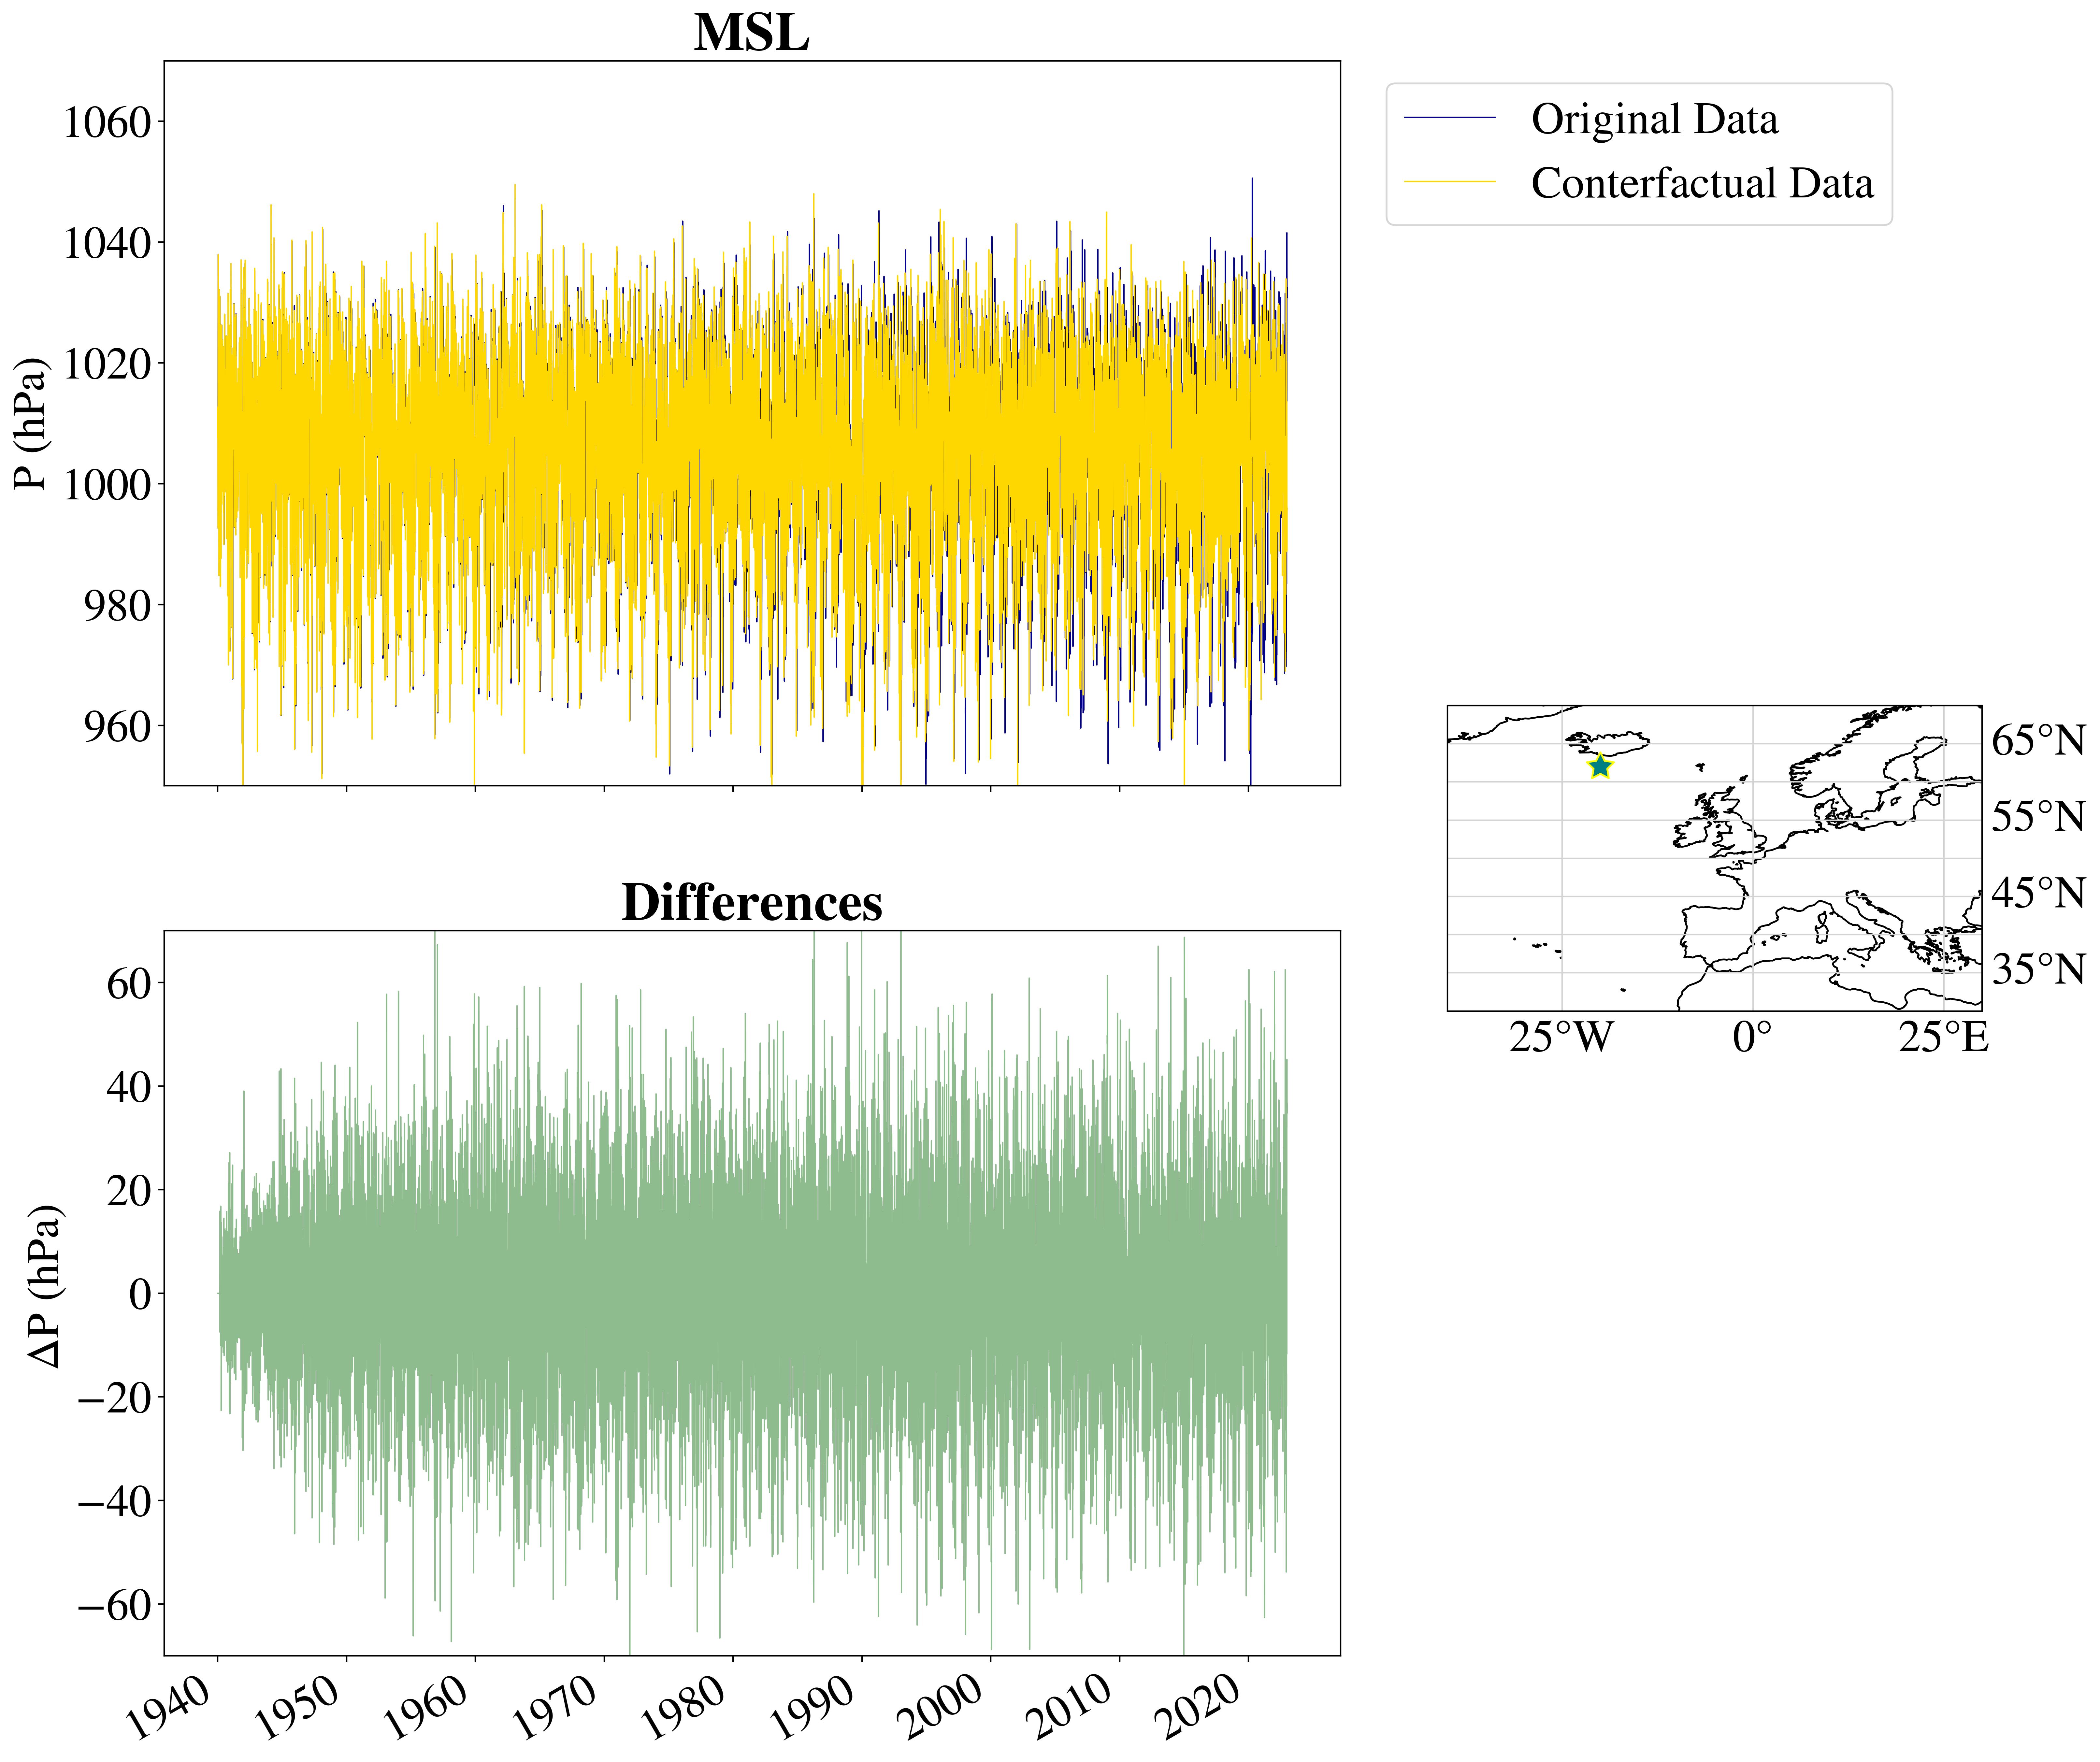 MSL
P (hPa)
1060
1040
1020
1000
980
960
Original Data
Conterfactual Data
65°N
55°N
45°N
35°N
25°W 0° 25°E
Differences
ΔP (hPa)
60
40
20
0
−20
−40
−60
1940 1950 1960 1970 1980 1990 2000 2010 2020